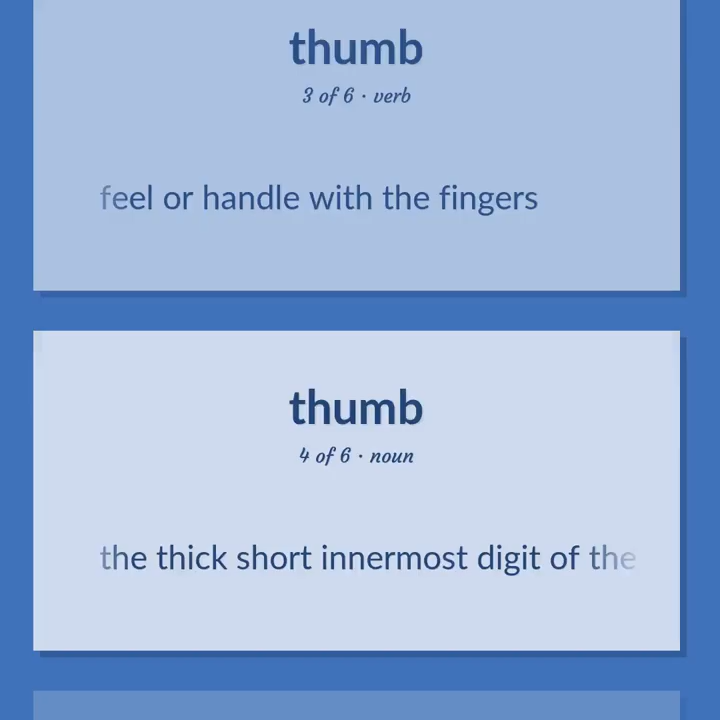 thumb
3 of 6 · verb
feel or handle with the fingers
thumb
4 of 6 · noun
the thick short innermost digit of the